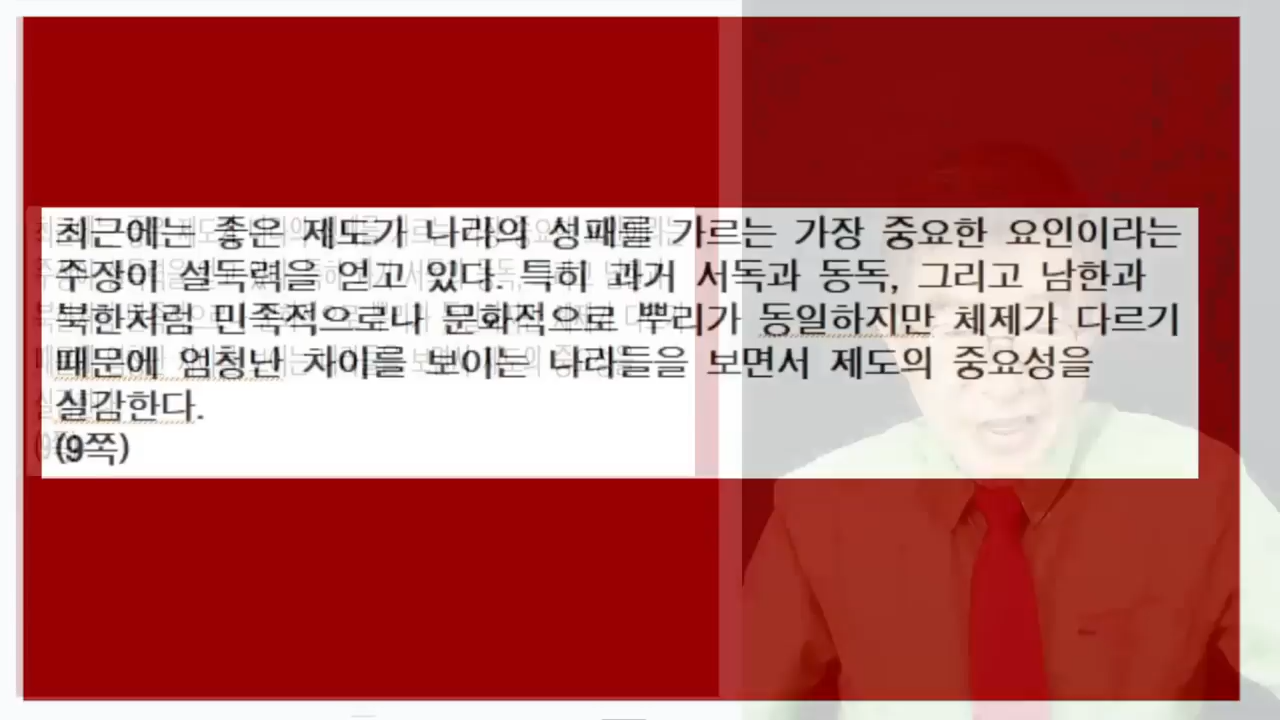 최근에는 좋은 제도가 나라의 성패를 가르는 가장 중요한 요인이라는
주장이 설득력을 얻고 있다. 특히 과거 서독과 동독, 그리고 남한과
북한처럼 민족적으로나 문화적으로 뿌리가 동일하지만 체제가 다르기
때문에 엄청난 차이를 보이는 나라들을 보면서 제도의 중요성을
실감한다.
(9쪽)